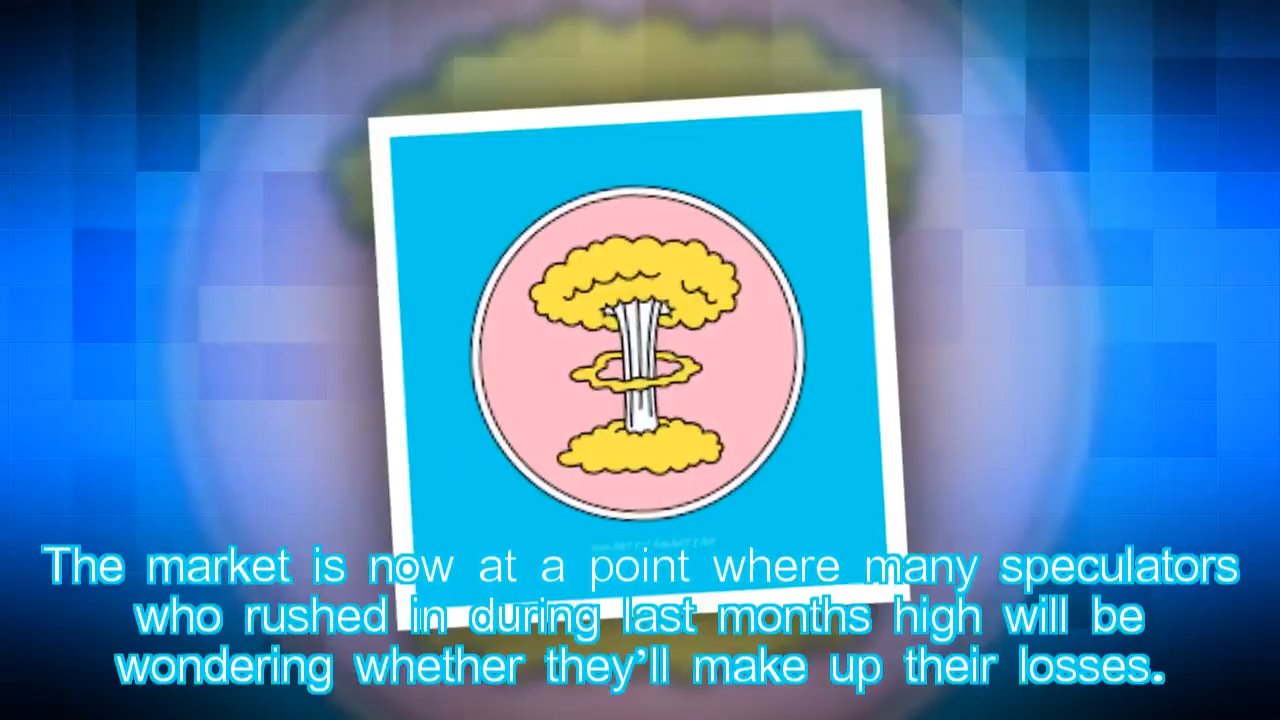 The market is now at a point where many speculators
who rushed in during last months high will be
wondering whether they’ll make up their losses.